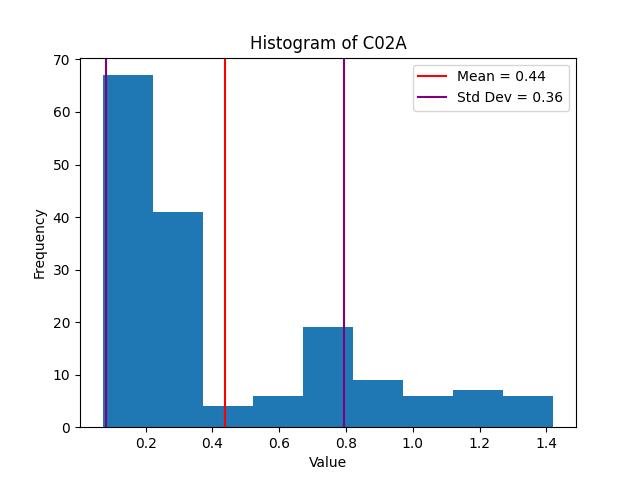 Histogram of C02A
Mean = 0.44
Std Dev = 0.36
Frequency
70
60
50
40
30
20
10
0
0.2 0.4 0.6 0.8 1.0 1.2 1.4
Value